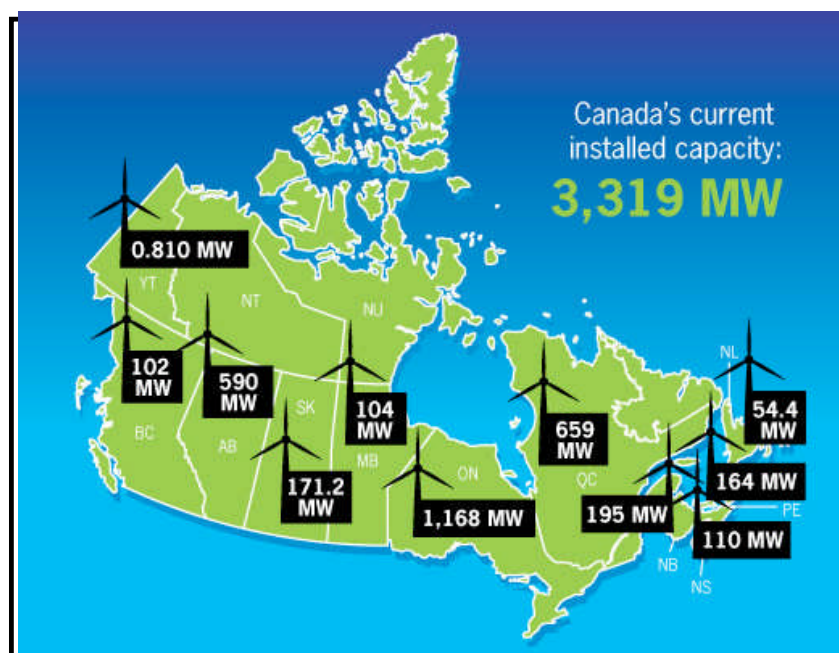 Canada's current
installed capacity:
3,319 MW
0.810 MW
YT
NT
NU
102
MW
590
MW
104
MW
659
MW
NL
54.4
MW
BC
AB
SK
MB
ON
QC
171.2
MW
1,168 MW
195 MW
164 MW
PE
110 MW
NB
NS